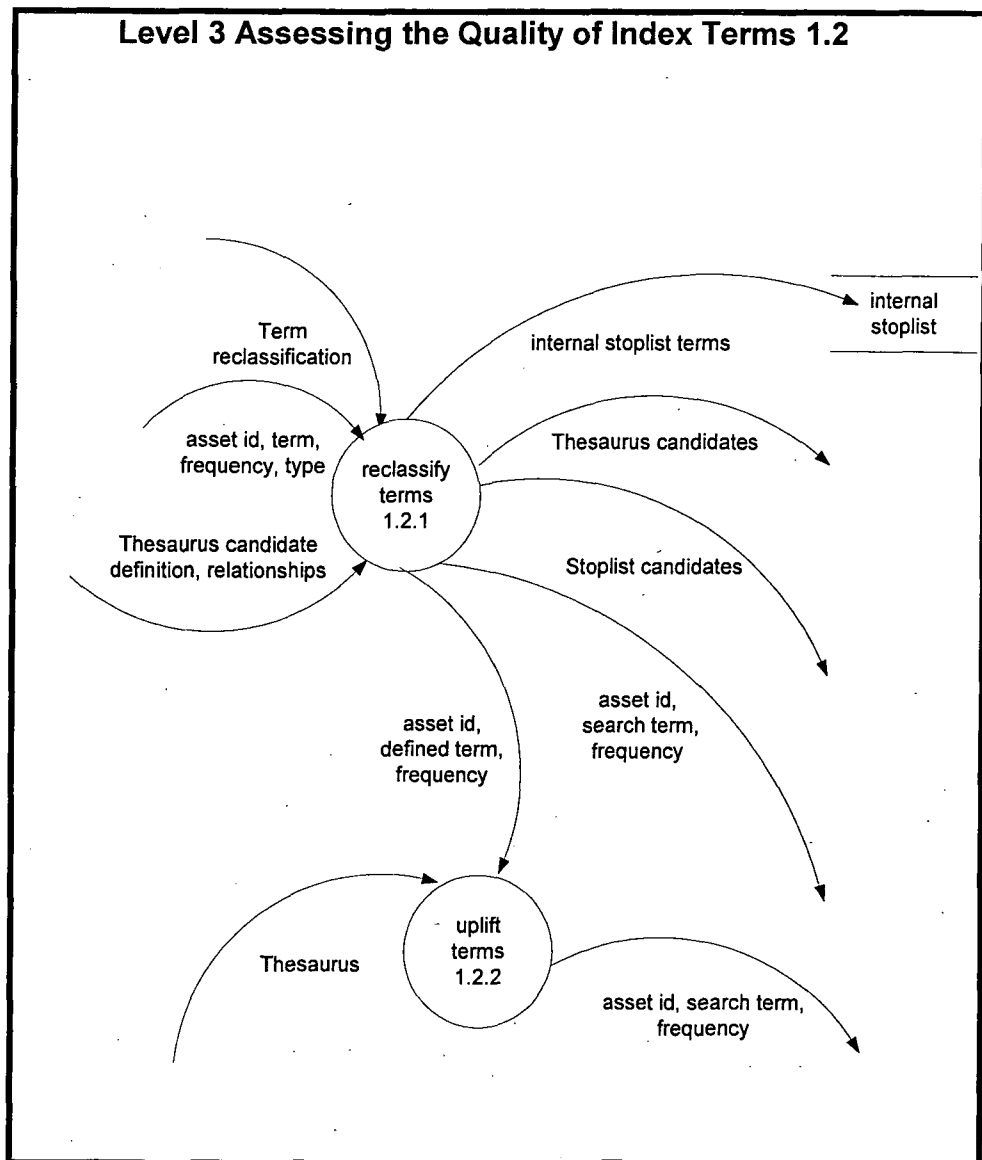 Level 3 Assessing the Quality of Index Terms 1.2
internal
stoplist
Term
reclassification
internal stoplist terms
asset id, term,
frequency, type
Thesaurus candidates
reclassify
terms
1.2.1
Thesaurus candidate
definition, relationships
Stoplist candidates
asset id,
defined term,
frequency
asset id,
search term,
frequency
uplift
terms
1.2.2
Thesaurus
asset id, search term,
frequency